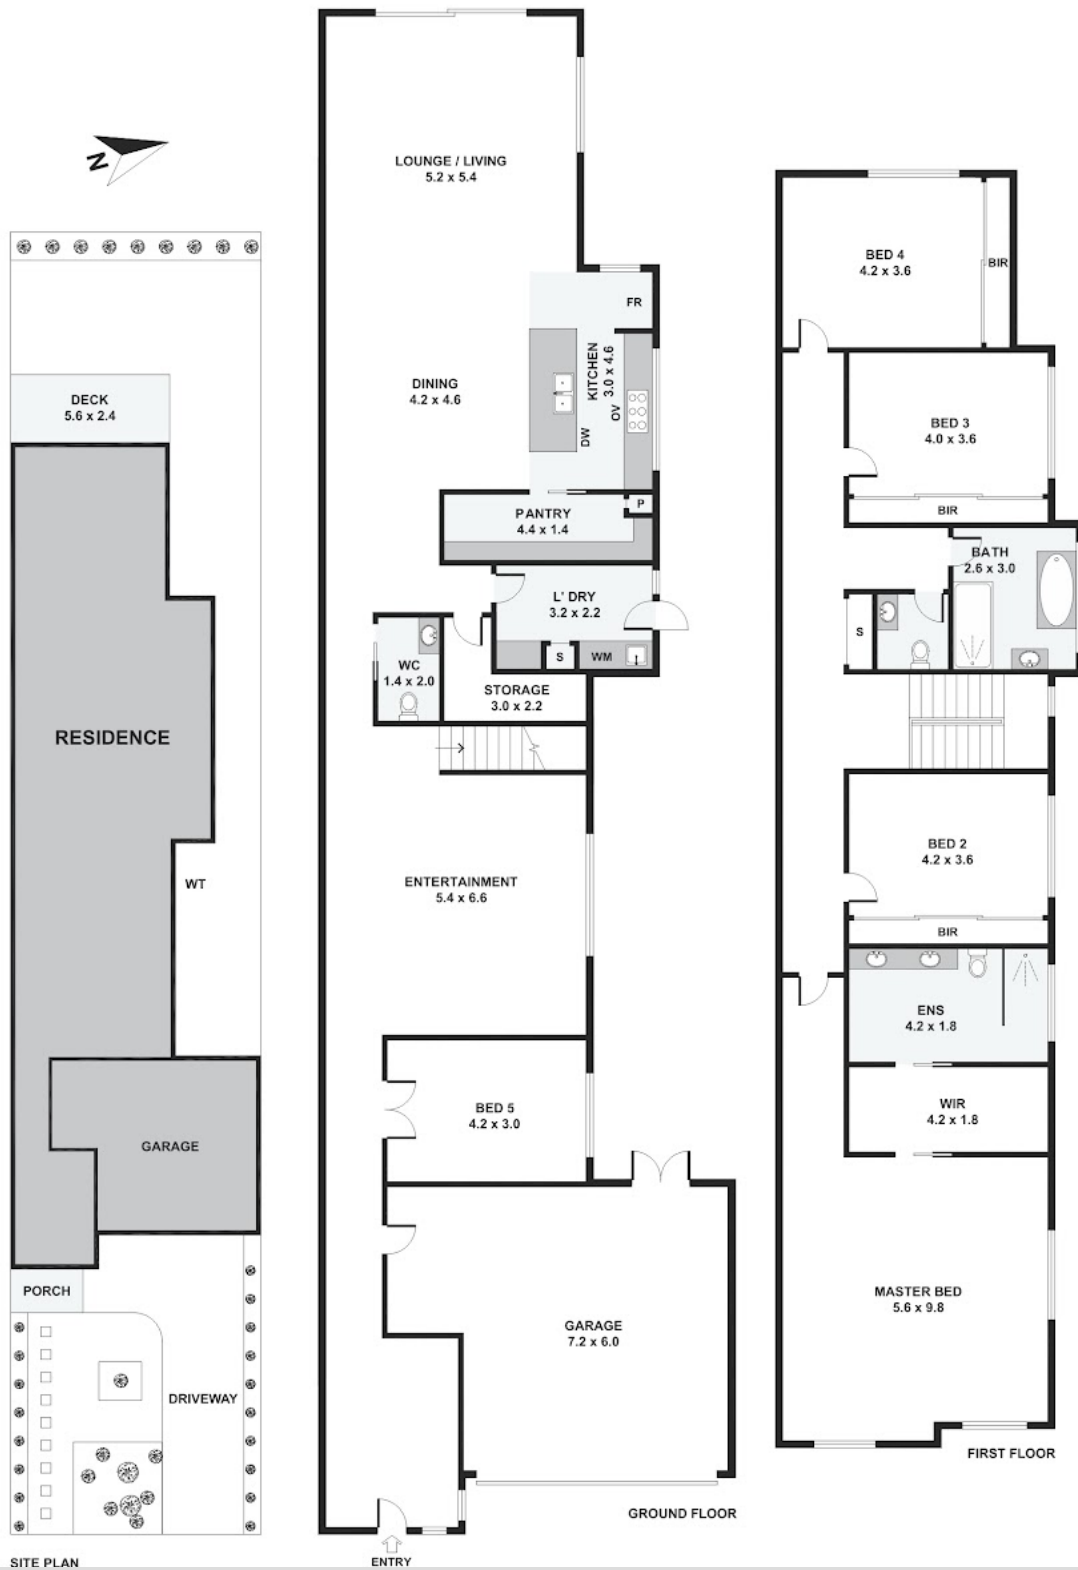 N
DECK
5.6 x 2.4
RESIDENCE
WT
GARAGE
PORCH
DRIVEWAY
SITE PLAN
LOUNGE / LIVING
5.2 x 5.4
FR
KITCHEN
3.0 x 4.6
OV
DW
DINING
4.2 x 4.6
PANTRY
4.4 x 1.4
P
L' DRY
3.2 x 2.2
S
WM
WC
1.4 x 2.0
STORAGE
3.0 x 2.2
ENTERTAINMENT
5.4 x 6.6
BED 5
4.2 x 3.0
GARAGE
7.2 x 6.0
GROUND FLOOR
ENTRY
BED 4
4.2 x 3.6
BIR
BED 3
4.0 x 3.6
BIR
BATH
2.6 x 3.0
S
BED 2
4.2 x 3.6
BIR
ENS
4.2 x 1.8
WIR
4.2 x 1.8
MASTER BED
5.6 x 9.8
FIRST FLOOR